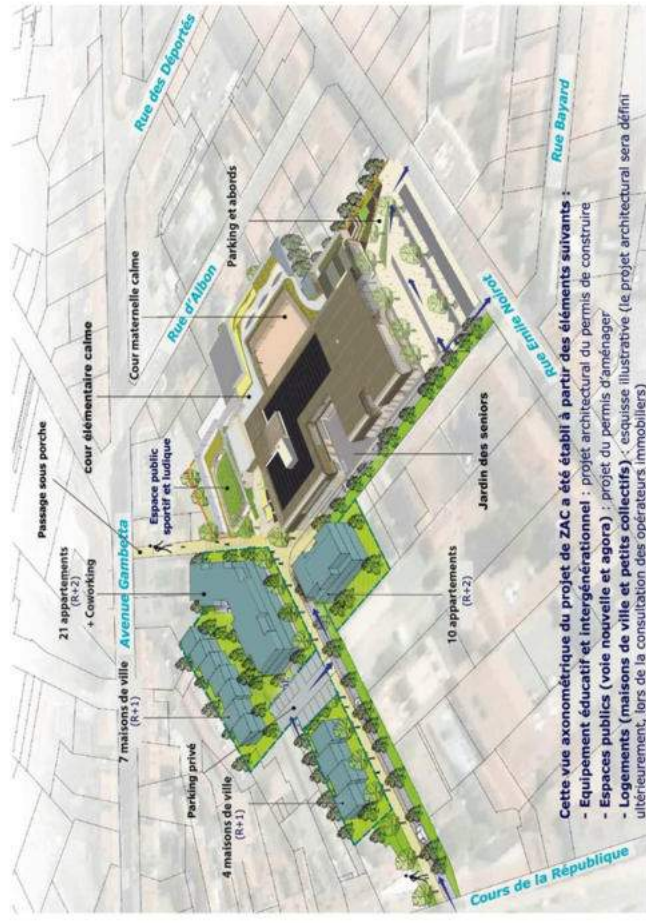 Passage sous porche
21 appartements
(R+2)
+ Coworking
Avenue Gambetta
7 maisons de ville
(R+1)
Parking privé
4 maisons de ville
(R+1)
Cours de la République
Espace public
sportif et ludique
Cour élémentaire calme
Cour maternelle calme
Rue d'Albon
Rue des Déportés
Parking et abords
10 appartements
(R+2)
Jardin des seniors
Rue Emile Noirot
Rue Bayard
Cette vue axonométrique du projet de ZAC a été établi à partir des éléments suivants :
- Equipement éducatif et intergénérationnel : projet architectural du permis de construire
- Espaces publics (voie nouvelle et agora) : projet du permis d'aménager
- Logements (maisons de ville et petits collectifs) : esquisse illustrative (le projet architectural sera défini
ultérieurement, lors de la consultation des opérateurs immobiliers)